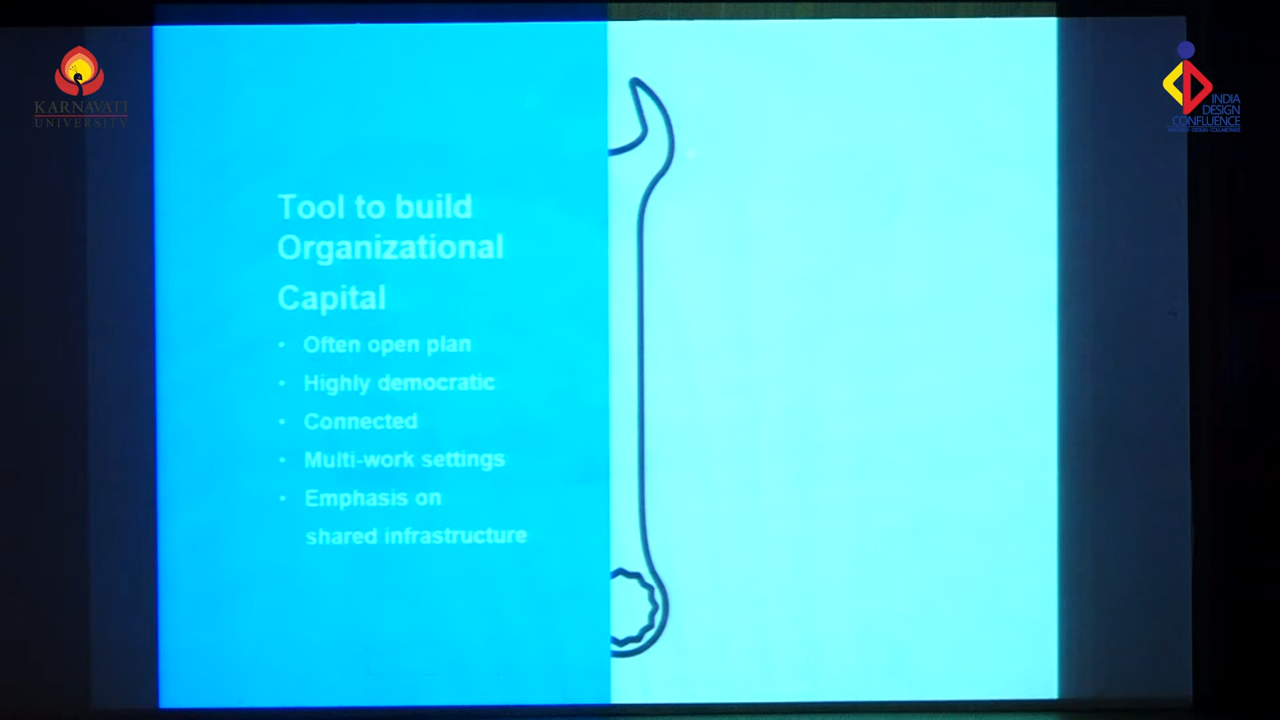 KARNAVATI
UNIVERSITY
INDIA
DESIGN
CONFLUENCE
Tool to build
Organizational
Capital
• Often open plan
• Highly democratic
• Connected
• Multi-work settings
• Emphasis on
shared infrastructure